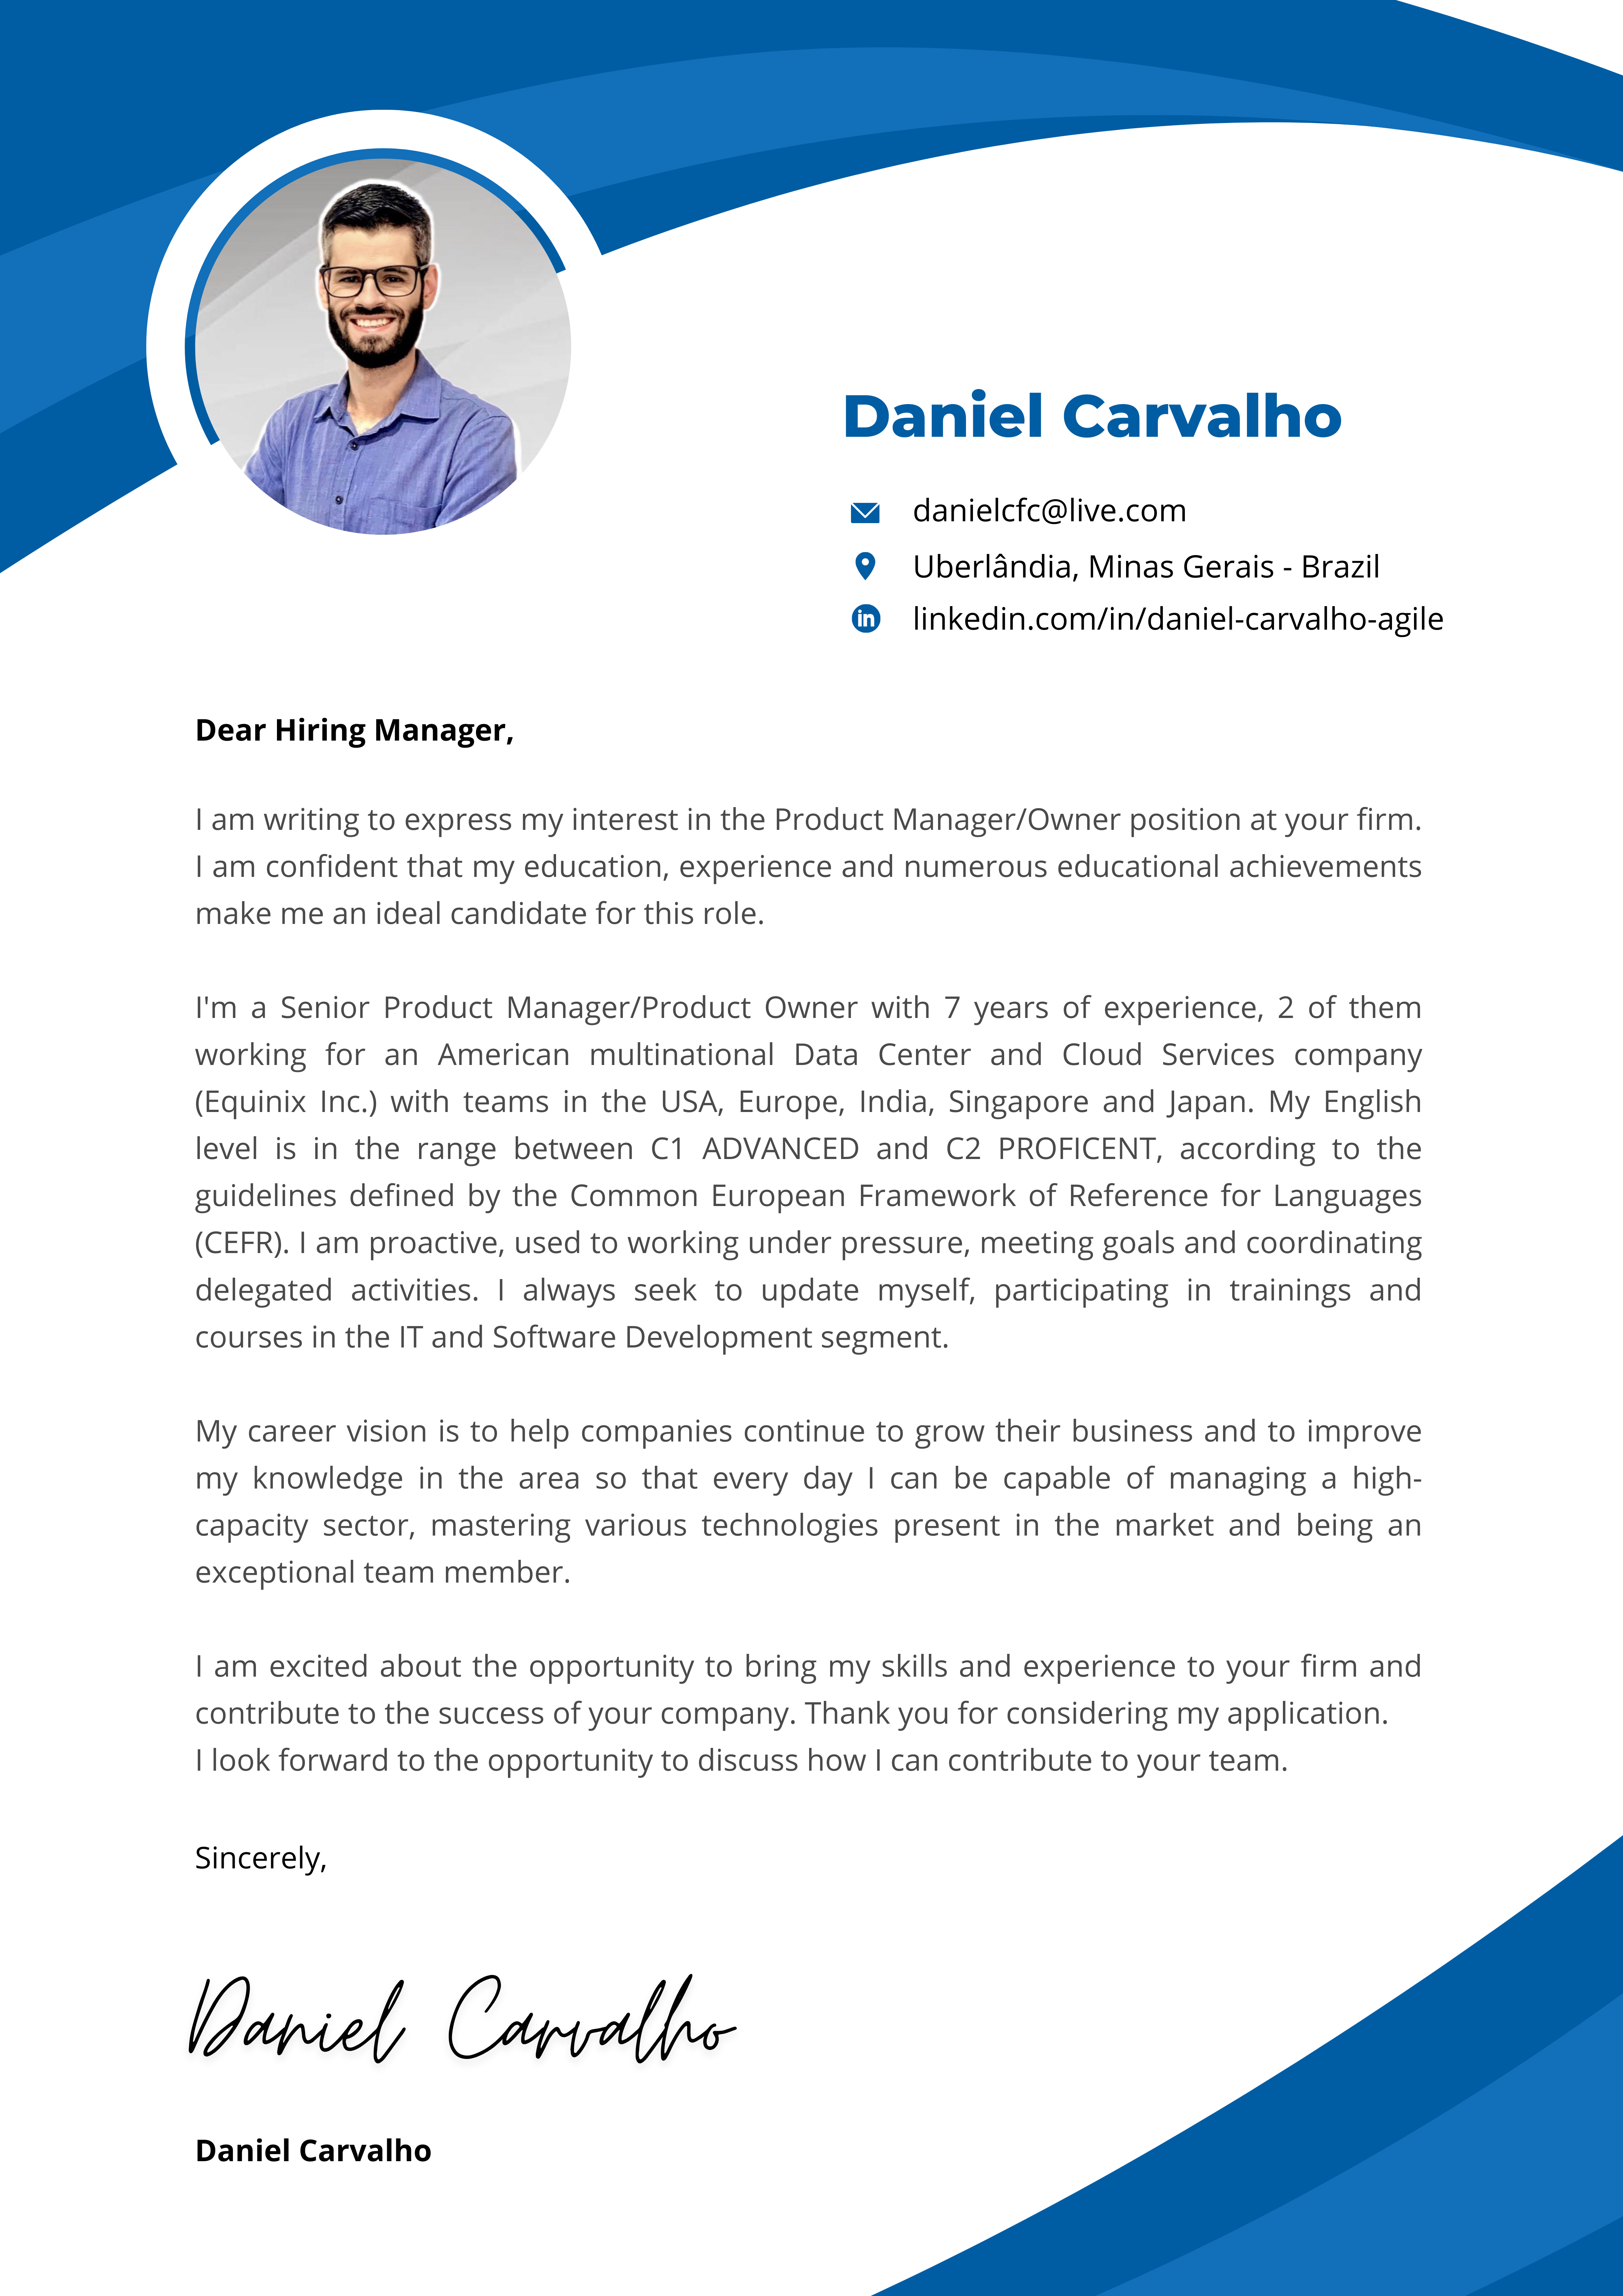 Daniel Carvalho
danielcfc@live.com
Uberlândia, Minas Gerais - Brazil
in linkedin.com/in/daniel-carvalho-agile
Dear Hiring Manager,
I am writing to express my interest in the Product Manager/Owner position at your firm.
I am confident that my education, experience and numerous educational achievements
make me an ideal candidate for this role.
I'm a Senior Product Manager/Product Owner with 7 years of experience, 2 of them
working for an American multinational Data Center and Cloud Services company
(Equinix Inc.) with teams in the USA, Europe, India, Singapore and Japan. My English
level is in the range between C1 ADVANCED and C2 PROFICENT, according to the
guidelines defined by the Common European Framework of Reference for Languages
(CEFR). I am proactive, used to working under pressure, meeting goals and coordinating
delegated activities. I always seek to update myself, participating in trainings and
courses in the IT and Software Development segment.
My career vision is to help companies continue to grow their business and to improve
my knowledge in the area so that every day I can be capable of managing a high-
capacity sector, mastering various technologies present in the market and being an
exceptional team member.
I am excited about the opportunity to bring my skills and experience to your firm and
contribute to the success of your company. Thank you for considering my application.
I look forward to the opportunity to discuss how I can contribute to your team.
Sincerely,
Daniel Carvalho
Daniel Carvalho